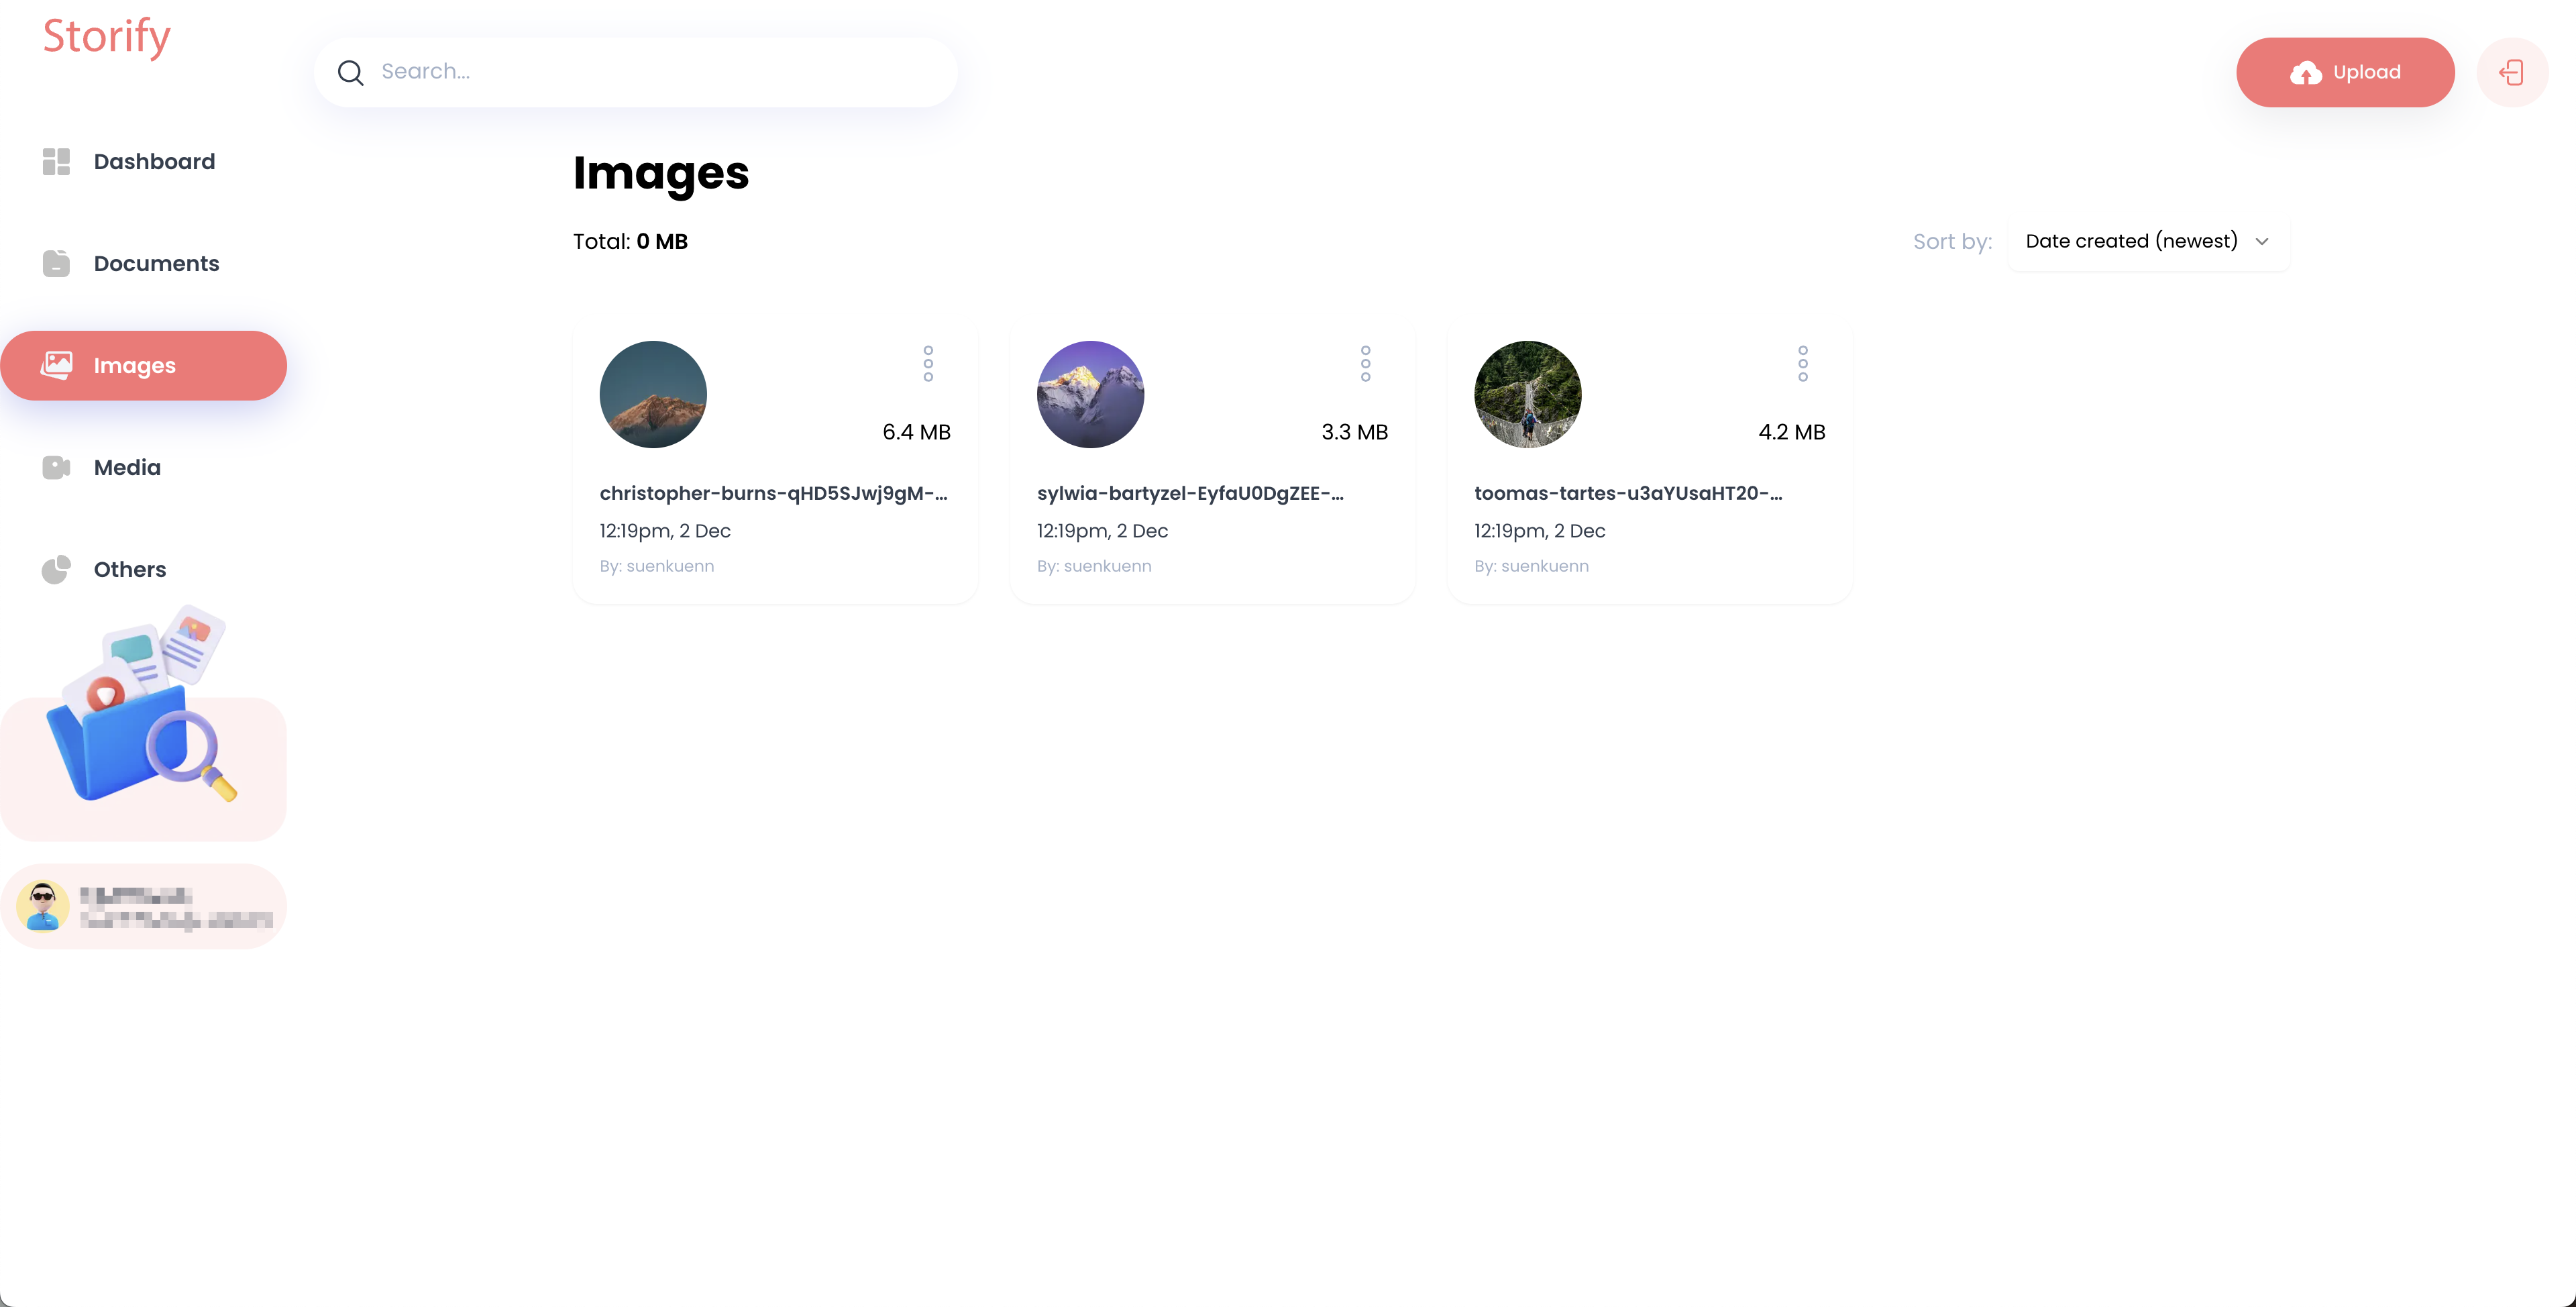 Storify
Search...
Upload
Dashboard
Documents
Images
Media
Others
Images
Total: 0 MB
Sort by: Date created (newest)
6.4 MB
christopher-burns-qHD5SJwj9gM-...
12:19pm, 2 Dec
By: suenkuenn
3.3 MB
sylwia-bartyzel-EyfaU0DgZEE-...
12:19pm, 2 Dec
By: suenkuenn
4.2 MB
toomas-tartes-u3aYUsaHT20-...
12:19pm, 2 Dec
By: suenkuenn